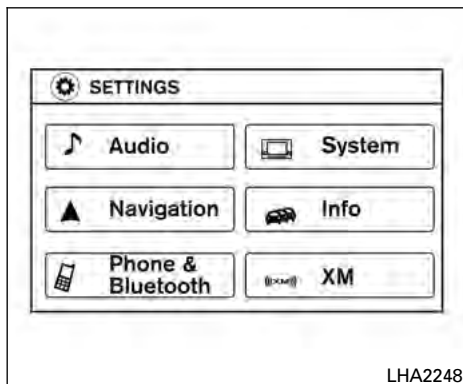 SETTINGS
Audio
System
Navigation
Info
Phone &
Bluetooth
((XM))
XM
LHA2248